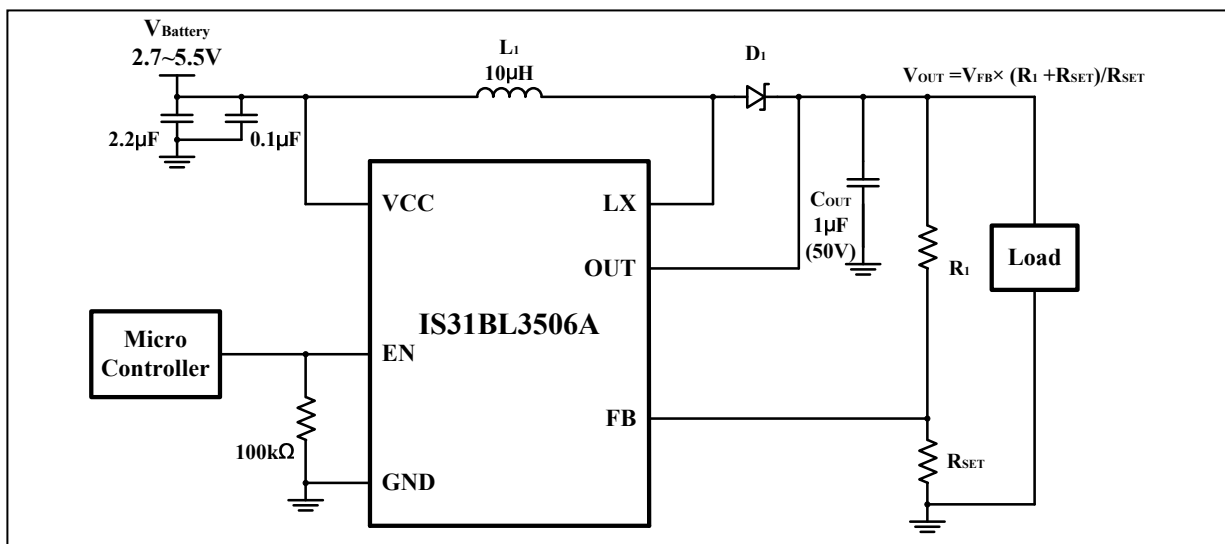 VBattery
2.7~5.5V
L1
10μH
D1
VOUT =VFB× (R1 +RSET)/RSET
2.2μF
0.1μF
VCC
LX
COUT
1μF
(50V)
OUT
R1
Load
IS31BL3506A
Micro
Controller
EN
FB
100kΩ
RSET
GND